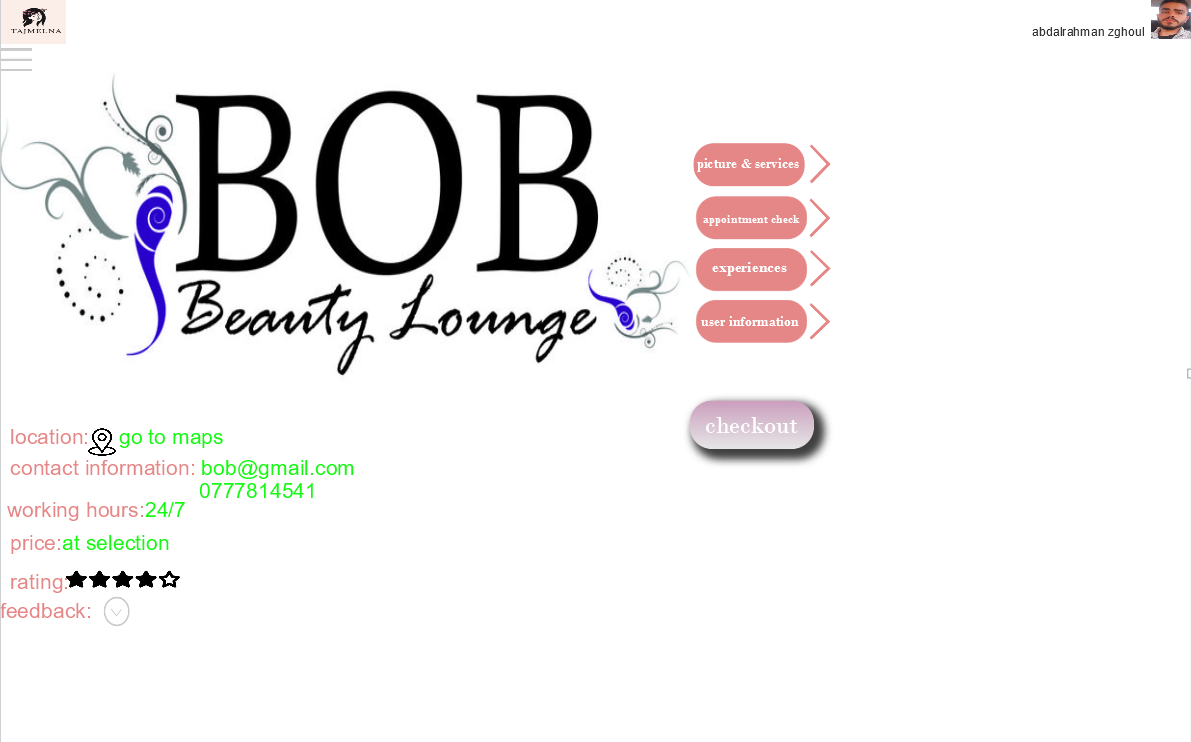 TAJMELNA
abdalrahman zghoul
BOB
Beauty Lounge
picture & services
appointment check
experiences
user information
checkout
location: go to maps
contact information: bob@gmail.com
0777814541
working hours:24/7
price:at selection
rating:
feedback: